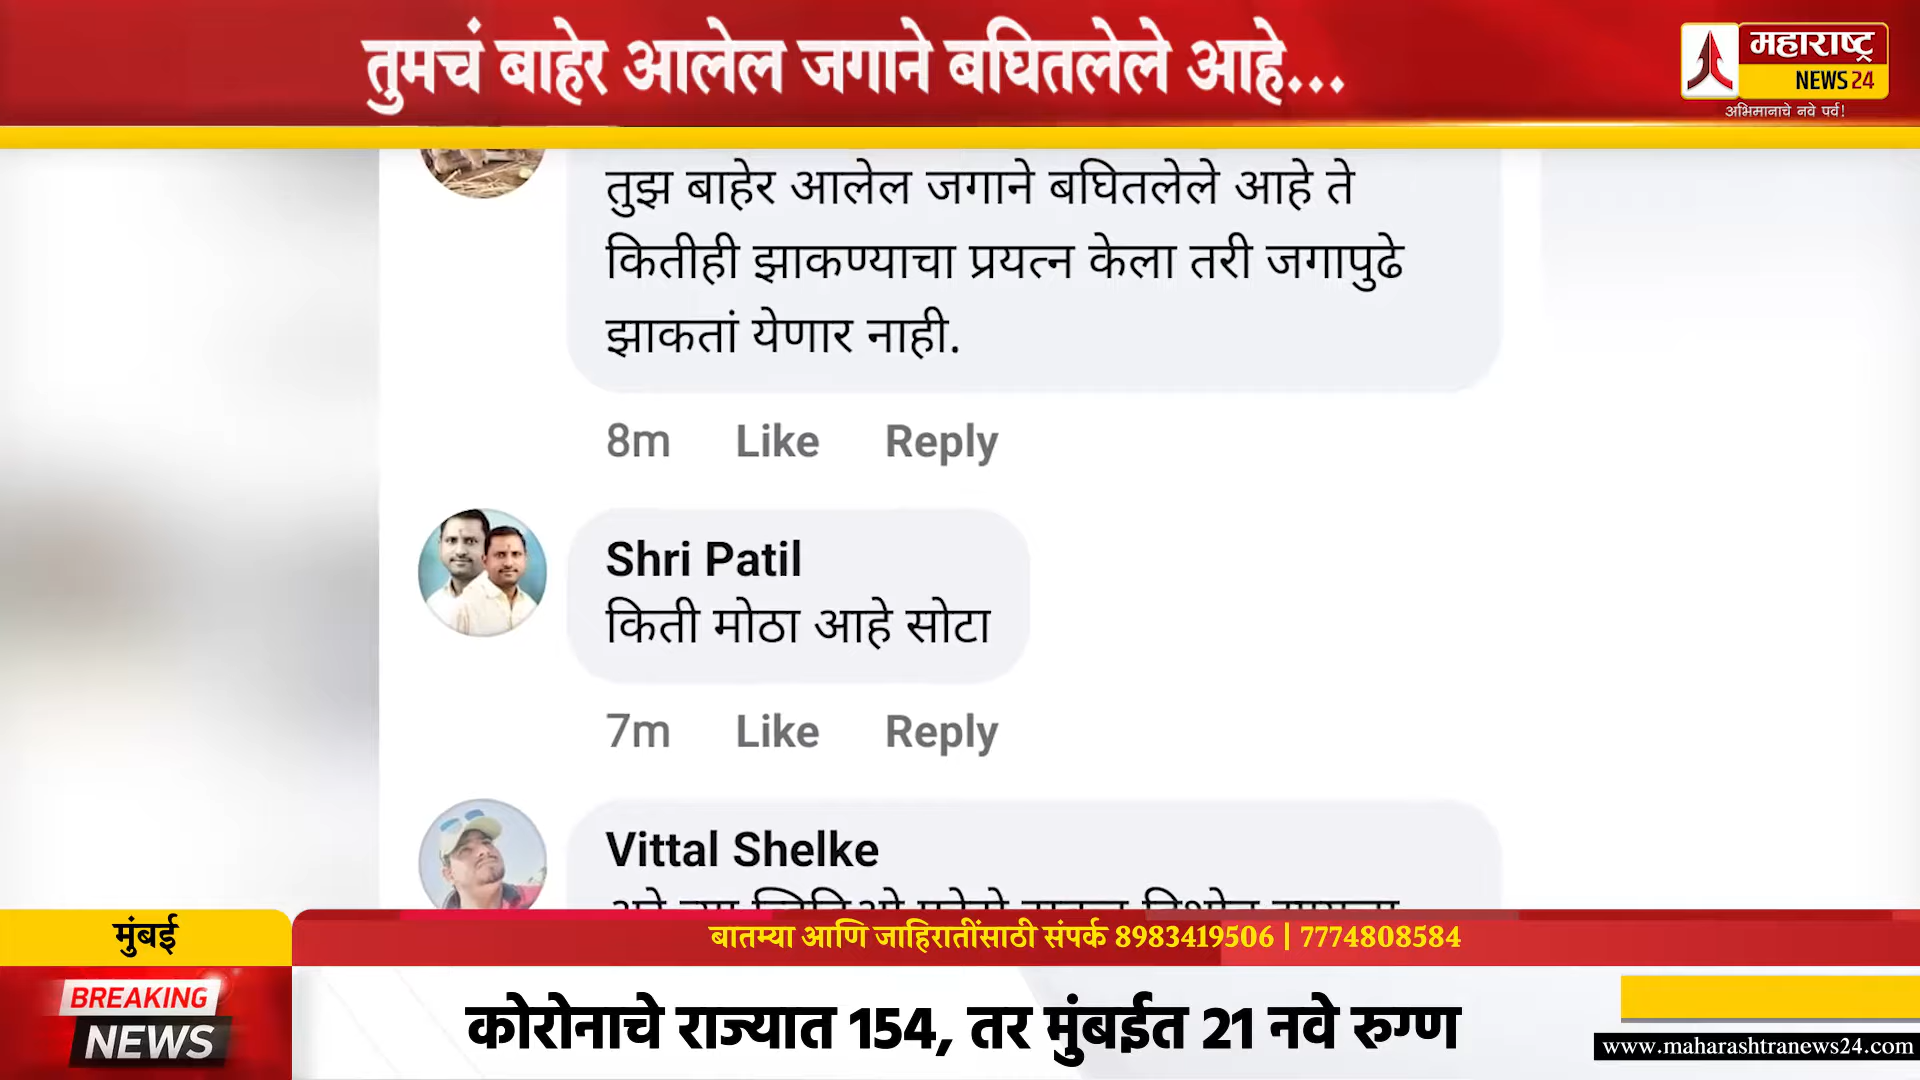 तुमचं बाहेर आलेल जगाने बघितलेले आहे...
महाराष्ट्र
NEWS 24
अभिमानाचे नवे पर्व!
तुझ बाहेर आलेल जगाने बघितलेले आहे ते
कितीही झाकण्याचा प्रयत्न केला तरी जगापुढे
झाकतां येणार नाही.
8m Like Reply
Shri Patil
किती मोठा आहे सोटा
7m Like Reply
Vittal Shelke
मुंबई
बातम्या आणि जाहिरातींसाठी संपर्क 8983419506 | 7774808584
BREAKING
NEWS
कोरोनाचे राज्यात 154, तर मुंबईत 21 नवे रुग्ण
www.maharashtranews24.com